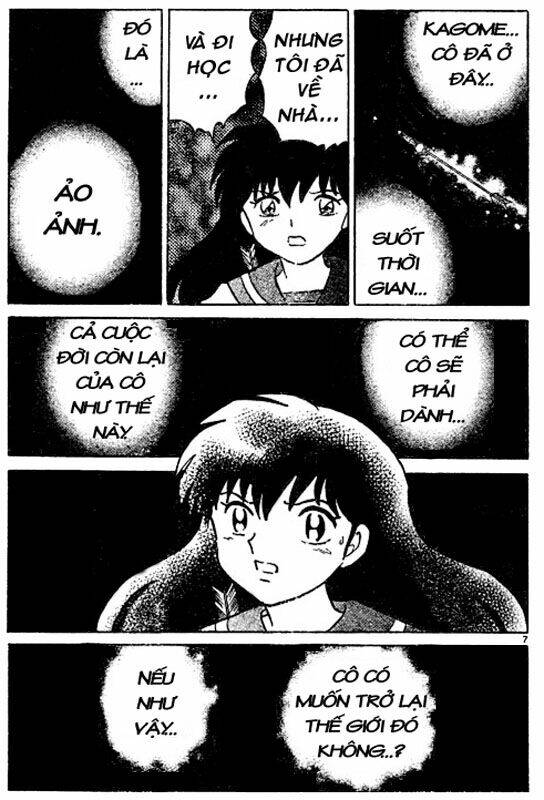 KAGOME...
CÔ ĐÃ Ở
ĐÂY..
SUỐT
THỜI
GIAN...
NHƯNG
TÔI ĐÃ
VỀ
NHÀ...
VÀ ĐI
HỌC
...
ĐÓ
LÀ
...
ẢO
ẢNH.
CÓ THỂ
CÔ SẼ
PHẢI
DÀNH...
CẢ CUỘC
ĐỜI CÒN LẠI
CỦA CÔ
NHƯ THẾ
NÀY.
7
CÔ CÓ
MUỐN TRỞ LẠI
THẾ GIỚI ĐÓ
KHÔNG..?
NẾU
NHƯ
VẬY..